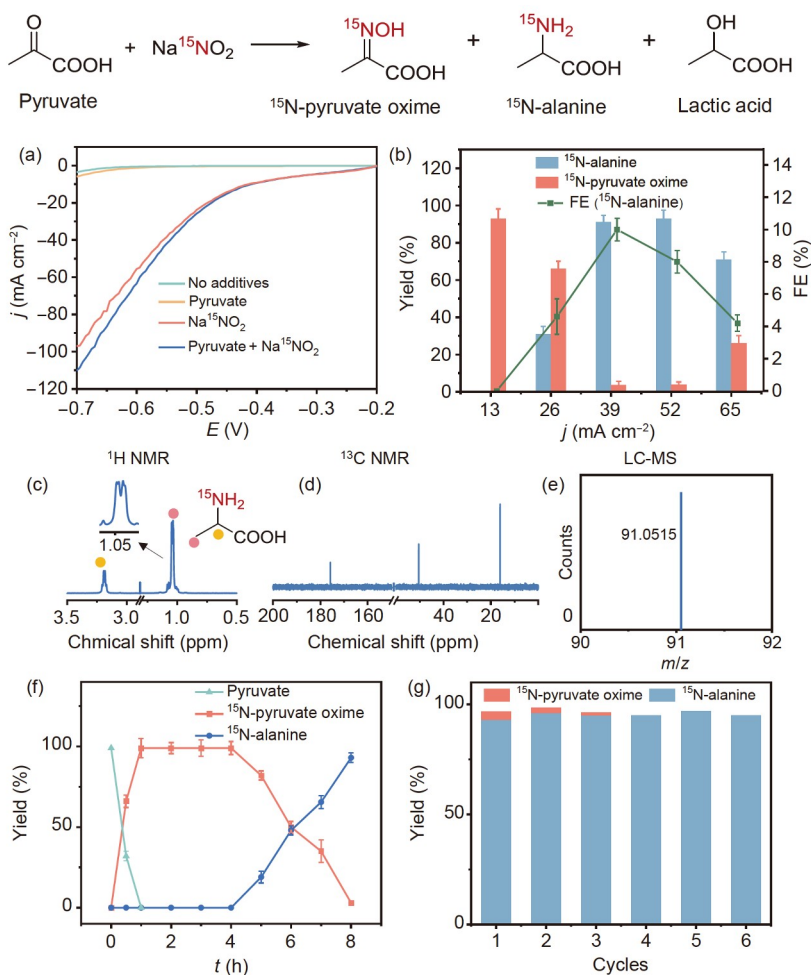 O
COOH
Pyruvate
+
Na¹⁵NO₂
¹⁵NOH
COOH
¹⁵N-pyruvate oxime
+
¹⁵NH₂
COOH
¹⁵N-alanine
+
OH
COOH
Lactic acid
(a)
j (mA cm⁻²)
0
−20
−40
−60
−80
−100
−120
No additives
Pyruvate
Na¹⁵NO₂
Pyruvate + Na¹⁵NO₂
−0.7 −0.6 −0.5 −0.4 −0.3 −0.2
E (V)
(b)
Yield (%)
120
100
80
60
40
20
0
¹⁵N-alanine
¹⁵N-pyruvate oxime
FE (¹⁵N-alanine)
14
12
10
8
6
4
2
0
FE (%)
13 26 39 52 65
j (mA cm⁻²)
¹H NMR
(c)
1.05
¹⁵NH₂
COOH
3.5 3.0 1.0 0.5
Chmical shift (ppm)
¹³C NMR
(d)
200 160 60 20
Chemical shift (ppm)
LC-MS
(e)
Counts
0
91.0515
90 91 92
m/z
(f)
Yield (%)
100
50
0
Pyruvate
¹⁵N-pyruvate oxime
¹⁵N-alanine
0 2 4 6 8
t (h)
(g)
Yield (%)
100
50
0
¹⁵N-pyruvate oxime ¹⁵N-alanine
1 2 3 4 5 6
Cycles